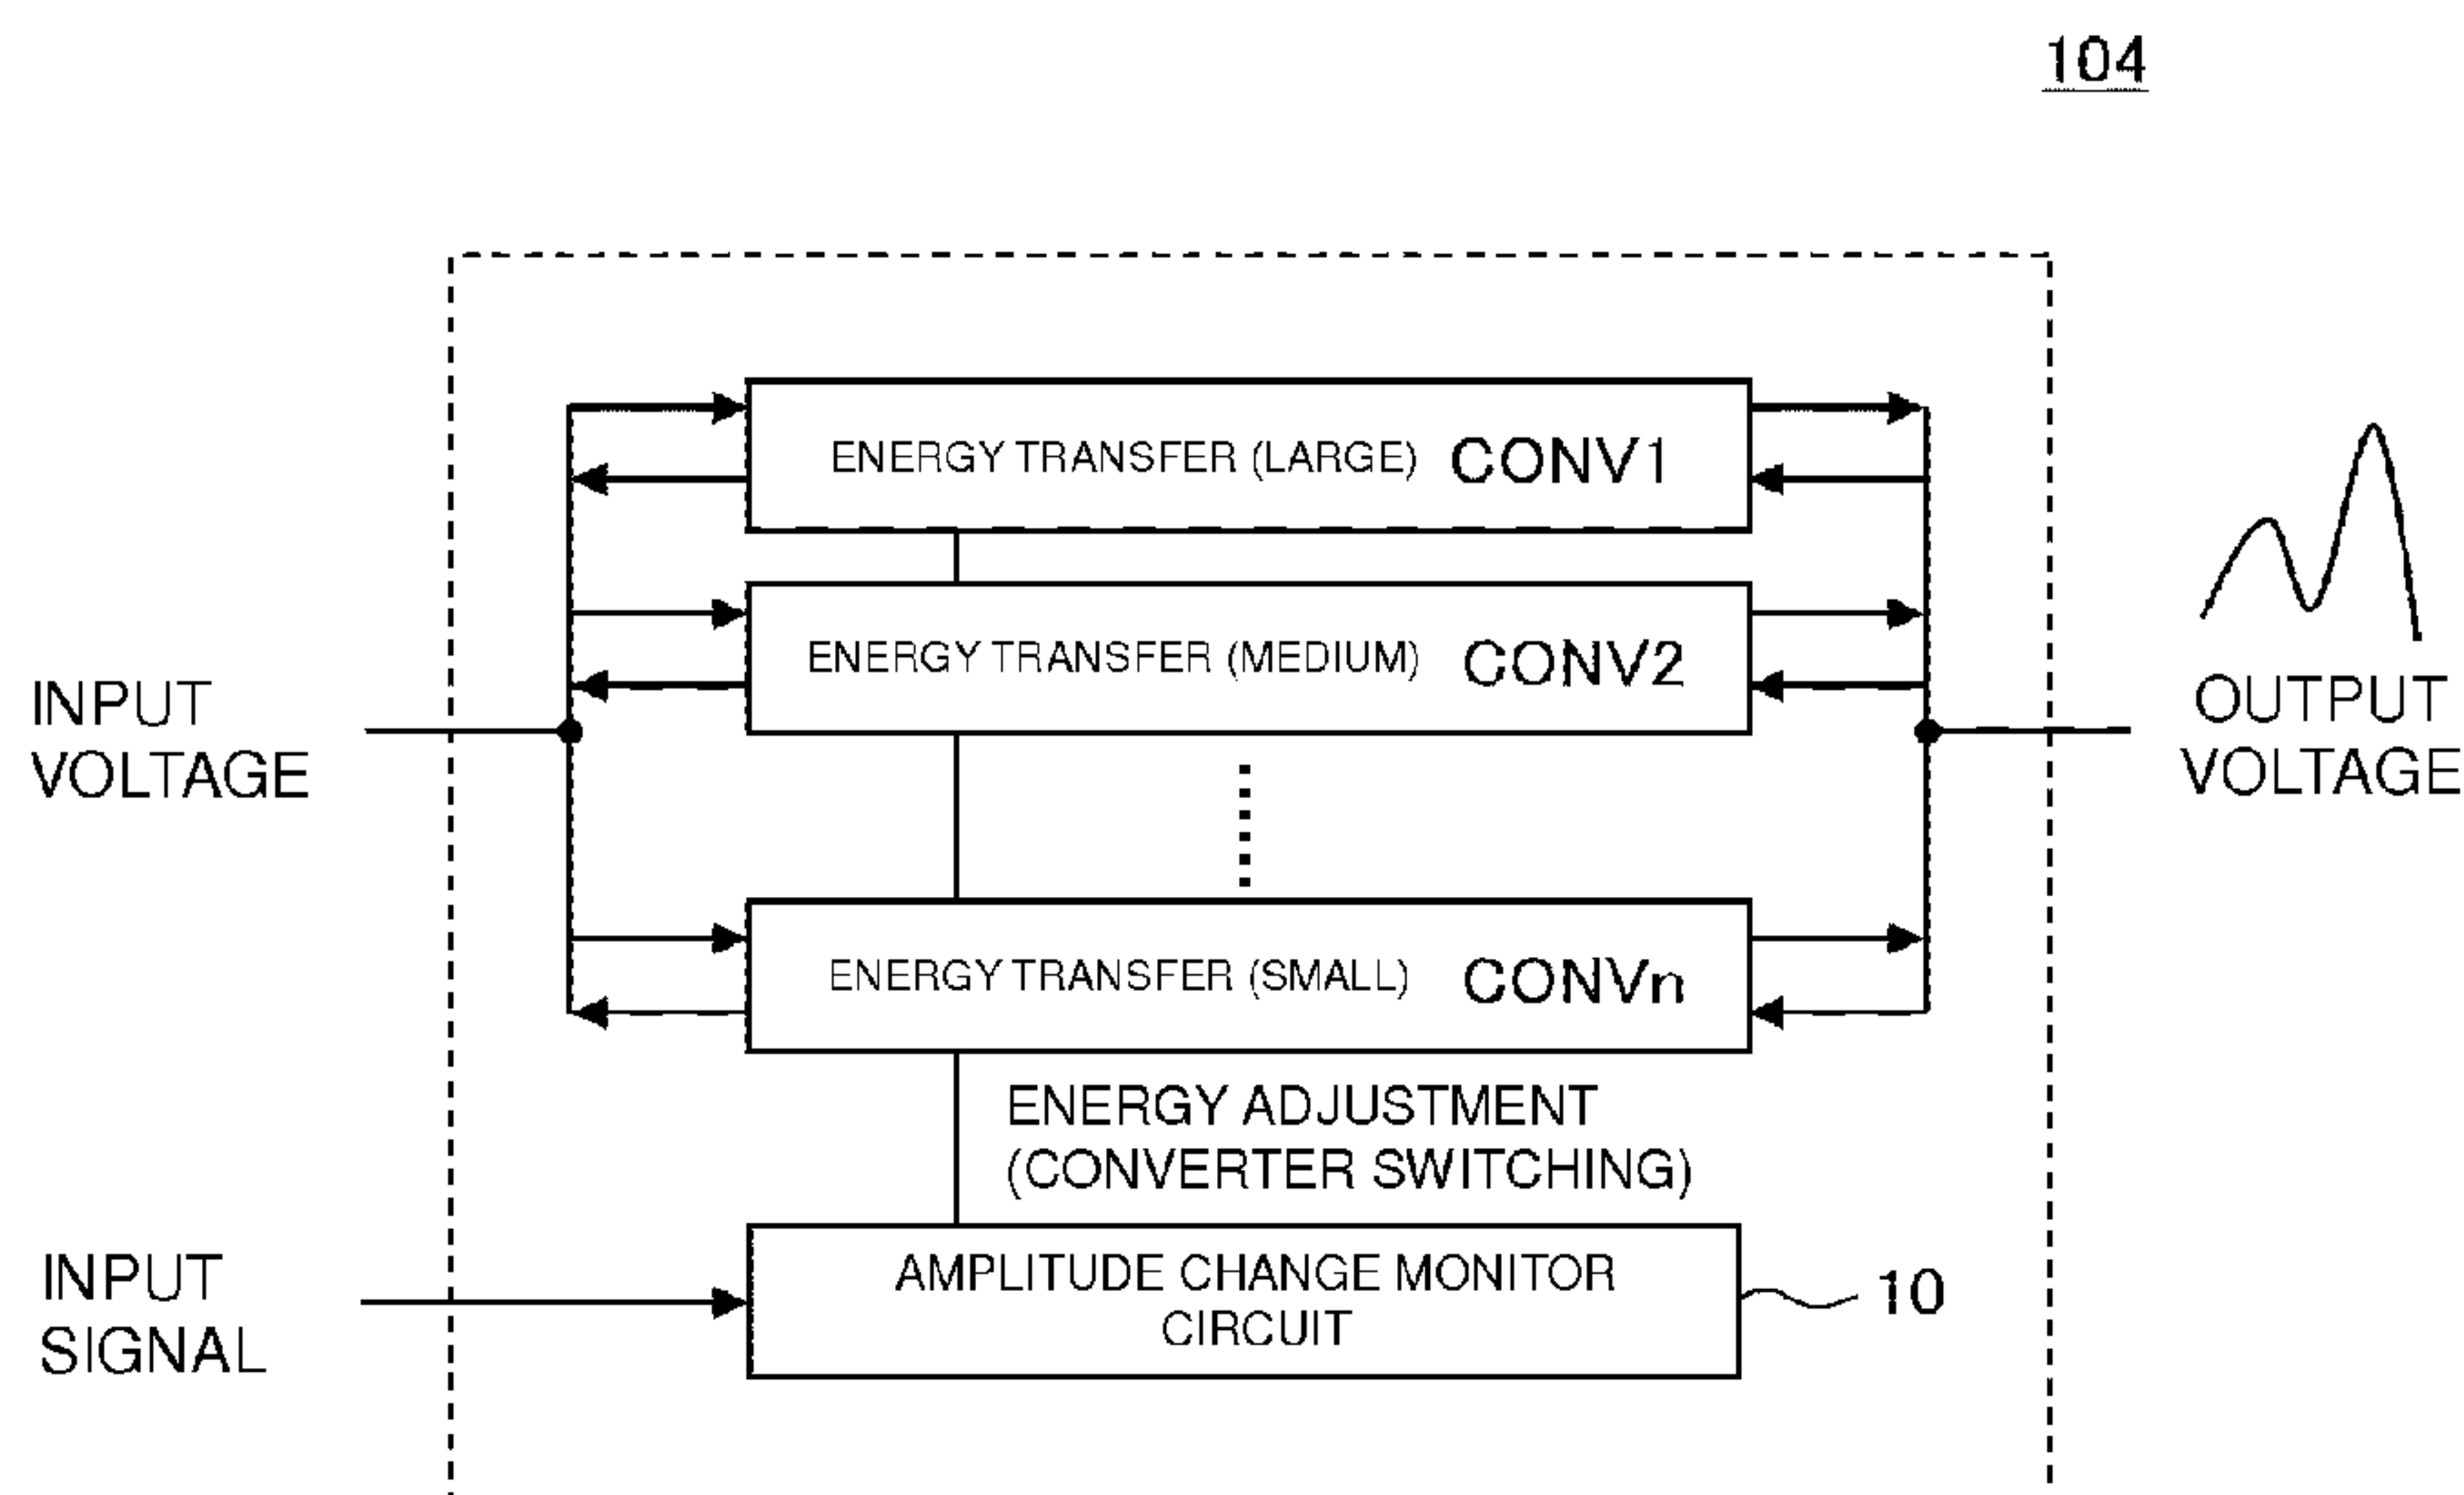 104
ENERGY TRANSFER (LARGE) CONV1
ENERGY TRANSFER (MEDIUM) CONV2
INPUT
VOLTAGE
OUTPUT
VOLTAGE
ENERGY TRANSFER (SMALL) CONVn
ENERGY ADJUSTMENT
(CONVERTER SWITCHING)
INPUT
SIGNAL
AMPLITUDE CHANGE MONITOR
CIRCUIT
10